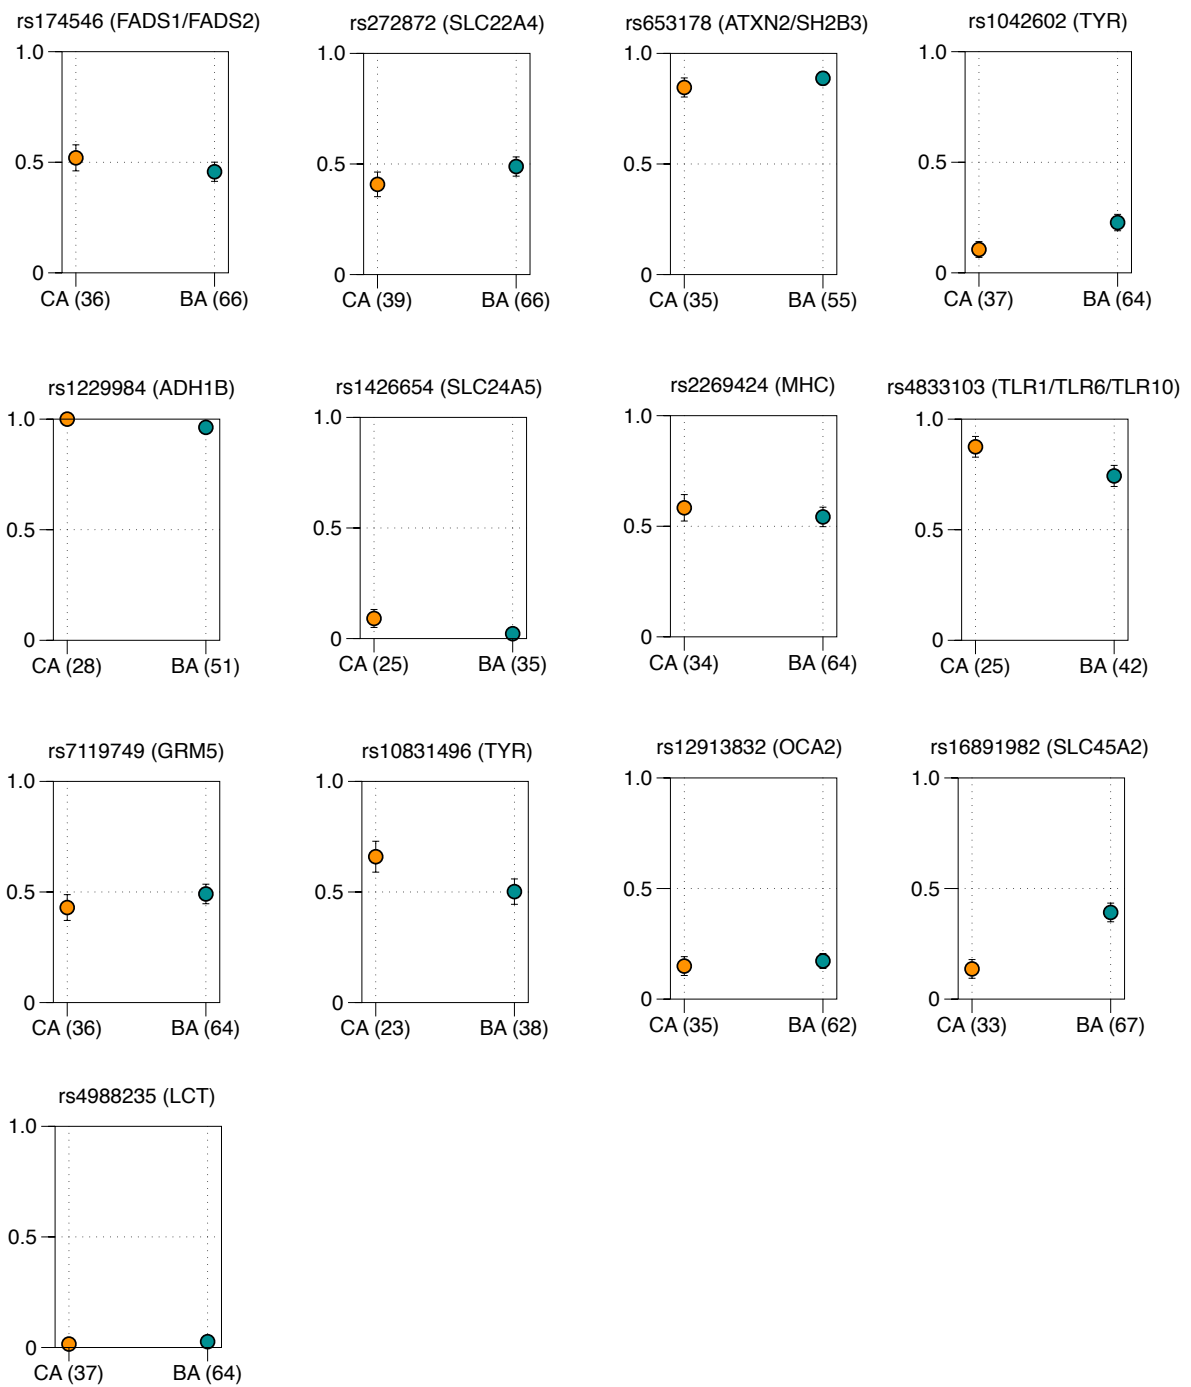 rs174546 (FADS1/FADS2)
1.0
0.5
0
CA (36) BA (66)
rs272872 (SLC22A4)
1.0
0.5
0
CA (39) BA (66)
rs653178 (ATXN2/SH2B3)
1.0
0.5
0
CA (35) BA (55)
rs1042602 (TYR)
1.0
0.5
0
CA (37) BA (64)
rs1229984 (ADH1B)
1.0
0.5
0
CA (28) BA (51)
rs1426654 (SLC24A5)
1.0
0.5
0
CA (25) BA (35)
rs2269424 (MHC)
1.0
0.5
0
CA (34) BA (64)
rs4833103 (TLR1/TLR6/TLR10)
1.0
0.5
0
CA (25) BA (42)
rs7119749 (GRM5)
1.0
0.5
0
CA (36) BA (64)
rs10831496 (TYR)
1.0
0.5
0
CA (23) BA (38)
rs12913832 (OCA2)
1.0
0.5
0
CA (35) BA (62)
rs16891982 (SLC45A2)
1.0
0.5
0
CA (33) BA (67)
rs4988235 (LCT)
1.0
0.5
0
CA (37) BA (64)